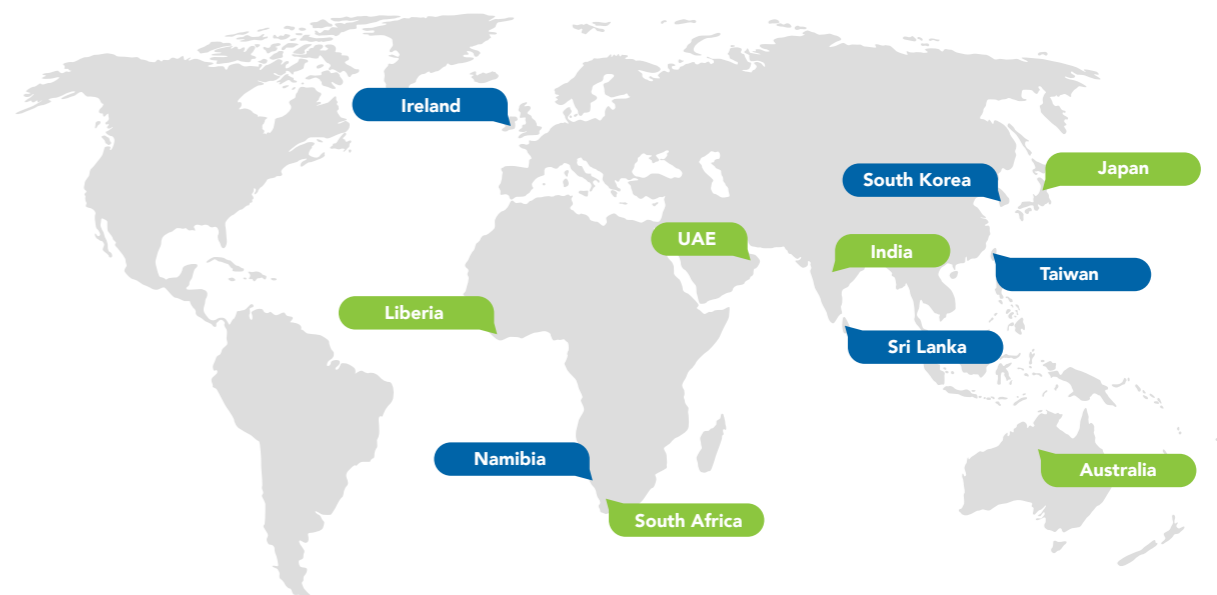 Ireland
Japan
South Korea
UAE
India
Taiwan
Liberia
Sri Lanka
Namibia
Australia
South Africa